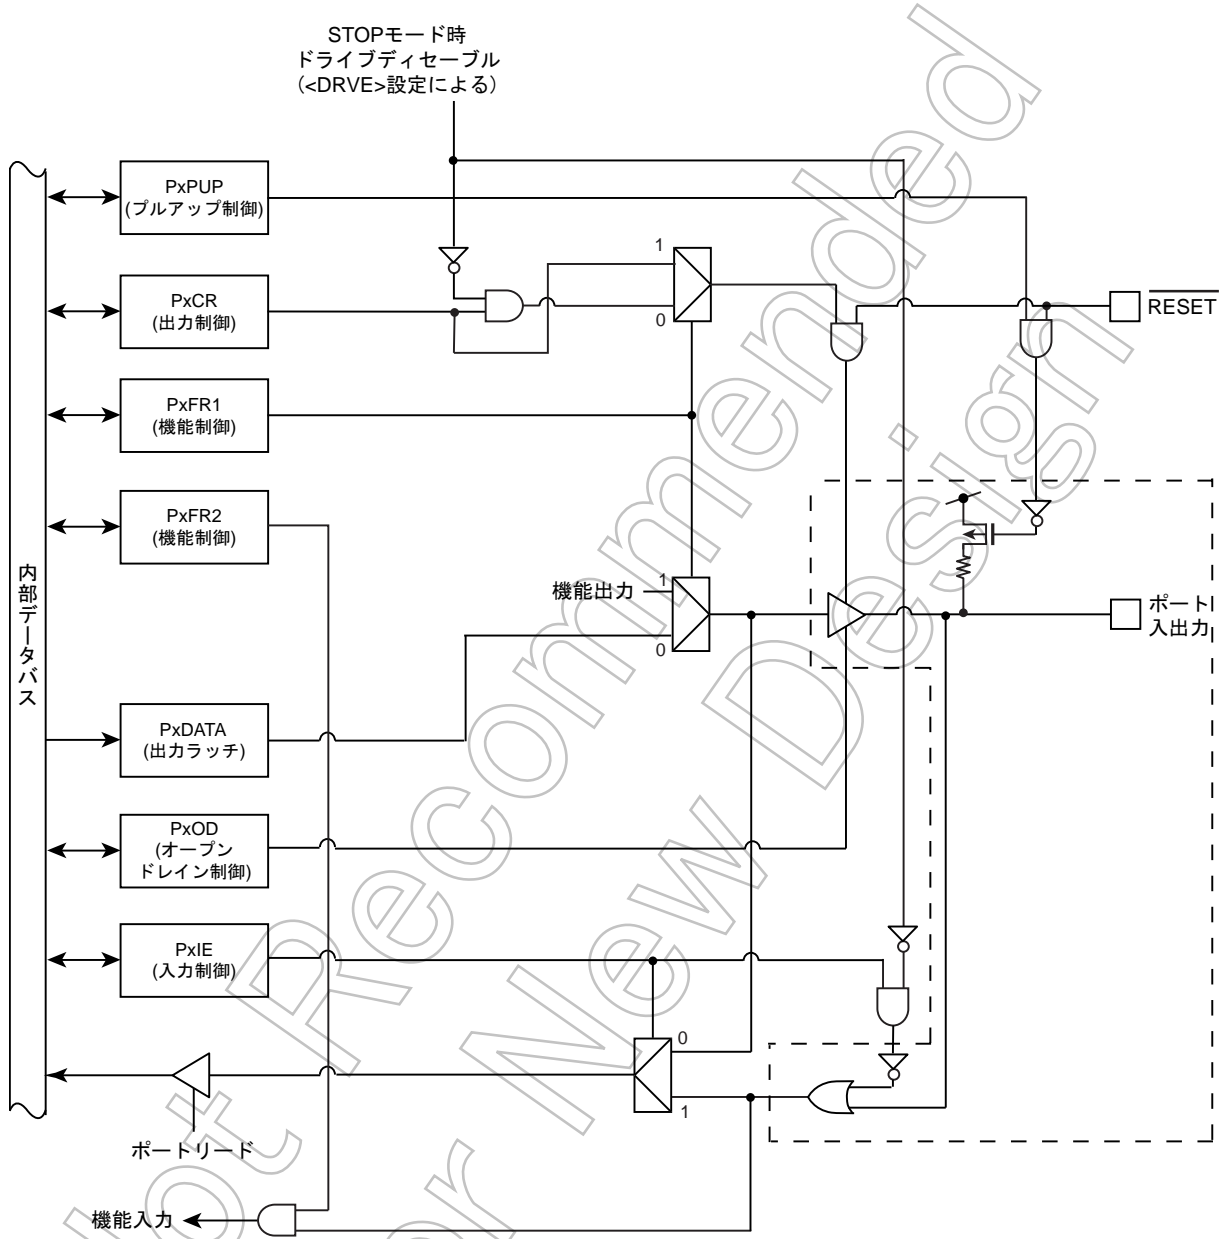 STOPモード時
ドライブディセーブル
(<DRVE>設定による)
PxPUP
(プルアップ制御)
1
PxCR
(出力制御)
0
RESET
PxFR1
(機能制御)
PxFR2
(機能制御)
内部データバス
機能出力
1
0
ポート
入出力
PxDATA
(出力ラッチ)
PxOD
(オープン
ドレイン制御)
PxIE
(入力制御)
0
1
ポートリード
機能入力
Not Recommended
for New Design